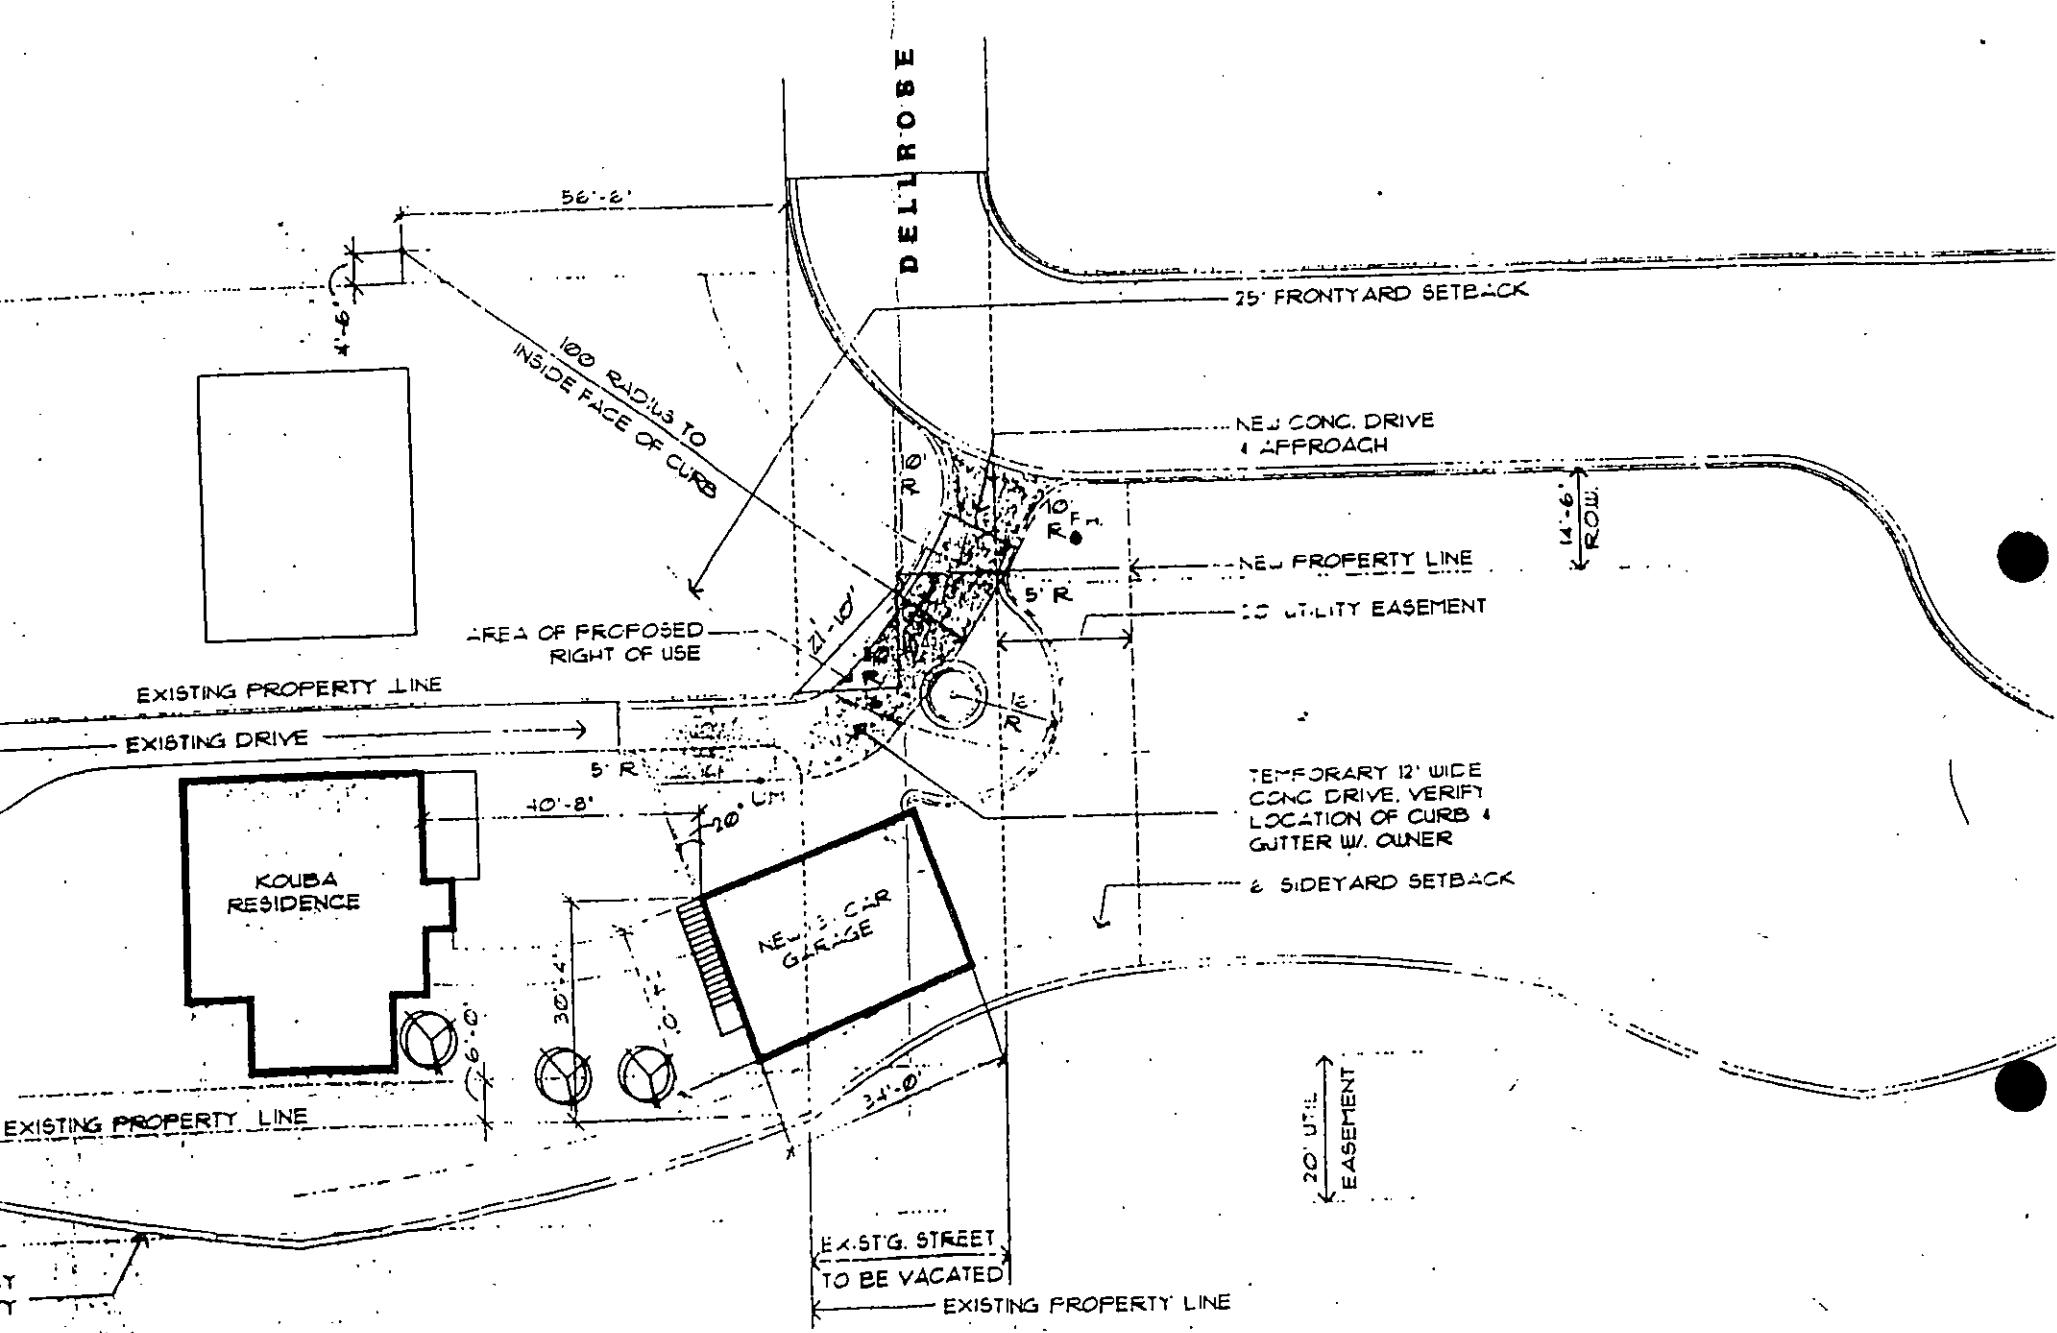 DELLROSE
25' FRONTYARD SETBACK
100 RADIUS TO
INSIDE FACE OF CURB
4'-6"
NEW CONC. DRIVE
& APPROACH
10'
R
10'
R
F.H.
14'-6"
R.O.W.
NEW PROPERTY LINE
5' R
UTILITY EASEMENT
21'-10"
AREA OF PROPOSED
RIGHT OF USE
EXISTING PROPERTY LINE
EXISTING DRIVE
R
5' R
40'-8"
20°
TEMPORARY 12' WIDE
CONC DRIVE. VERIFY
LOCATION OF CURB &
GUTTER W/. OWNER
SIDEYARD SETBACK
KOUBA
RESIDENCE
NEW 3 CAR
GARAGE
30'-4"
6'-0"
34'-0"
EXISTING PROPERTY LINE
20' UTIL
EASEMENT
EXIST'G. STREET
TO BE VACATED
EXISTING PROPERTY LINE